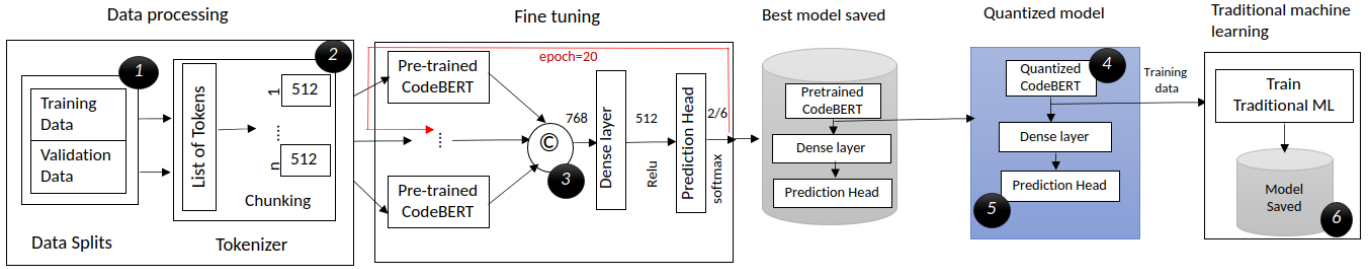 Data processing
1
Training
Data
Validation
Data
Data Splits
2
List of Tokens
1
512
....
n
512
Chunking
Tokenizer
Fine tuning
epoch=20
Pre-trained
CodeBERT
....
Pre-trained
CodeBERT
©
3
768
Dense layer
512
Relu
Prediction Head
2/6
softmax
Best model saved
Pretrained
CodeBERT
Dense layer
Prediction Head
Quantized model
4
Quantized
CodeBERT
Dense layer
Prediction Head
5
Training
data
Traditional machine
learning
Train
Traditional ML
Model
Saved
6